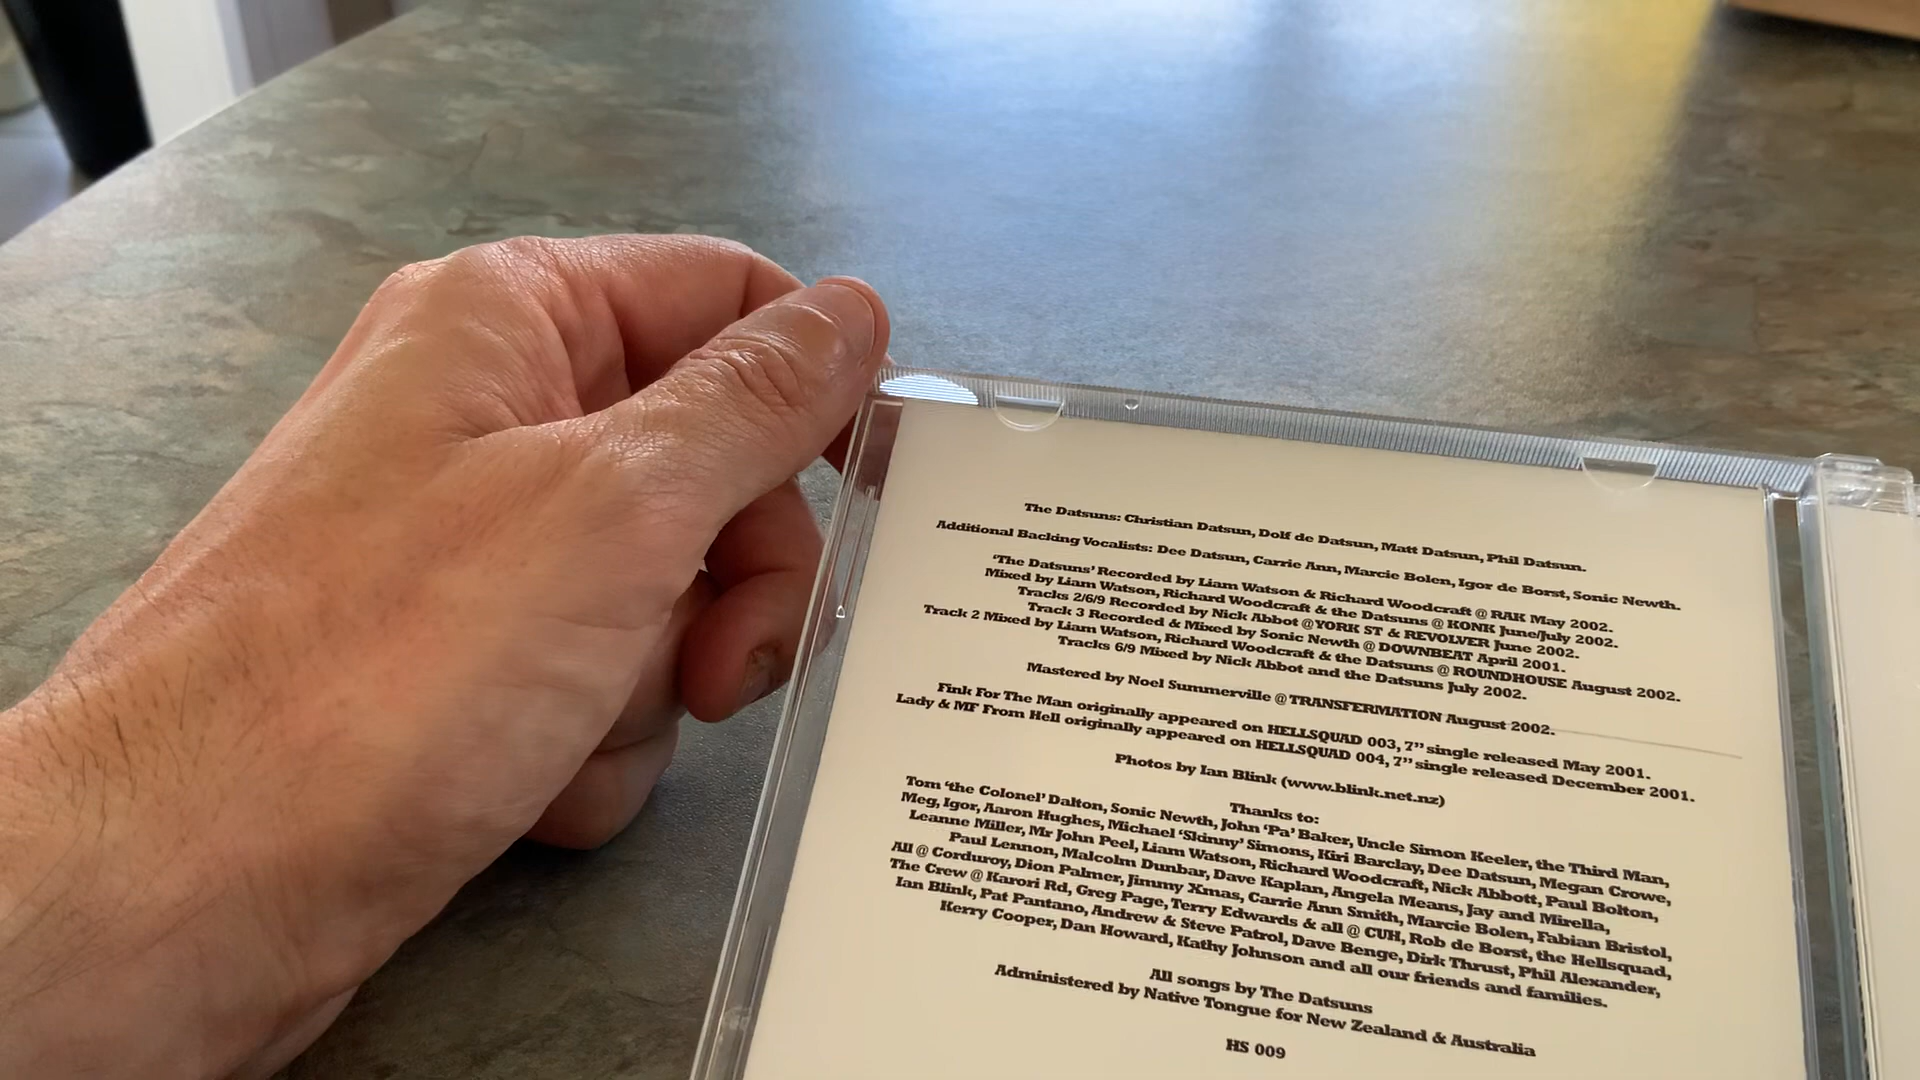 The Datsuns: Christian Datsun, Dolf de Datsun, Matt Datsun, Phil Datsun.
Additional Backing Vocalists: Dee Datsun, Carrie Ann, Marcie Bolen, Igor de Borst, Sonic Newth.
‘The Datsuns’ Recorded by Liam Watson & Richard Woodcraft @ RAK May 2002.
Mixed by Liam Watson, Richard Woodcraft & the Datsuns @ KONK June/July 2002.
Tracks 2/6/9 Recorded by Nick Abbot @YORK ST & REVOLVER June 2002.
Track 3 Recorded & Mixed by Sonic Newth @ DOWNBEAT April 2001.
Track 2 Mixed by Liam Watson, Richard Woodcraft & the Datsuns @ ROUNDHOUSE August 2002.
Tracks 6/9 Mixed by Nick Abbot and the Datsuns July 2002.
Mastered by Noel Summerville @ TRANSFERMATION August 2002.
Fink For The Man originally appeared on HELLSQUAD 003, 7” single released May 2001.
Lady & MF From Hell originally appeared on HELLSQUAD 004, 7” single released December 2001.
Photos by Ian Blink (www.blink.net.nz)
Thanks to:
Tom ‘the Colonel’ Dalton, Sonic Newth, John ‘Pa’ Baker, Uncle Simon Keeler, the Third Man,
Meg, Igor, Aaron Hughes, Michael ‘Skinny’ Simons, Kiri Barclay, Dee Datsun, Megan Crowe,
Leanne Miller, Mr John Peel, Liam Watson, Richard Woodcraft, Nick Abbott, Paul Bolton,
Paul Lennon, Malcolm Dunbar, Dave Kaplan, Angela Means, Jay and Mirella,
All @ Corduroy, Dion Palmer, Jimmy Xmas, Carrie Ann Smith, Marcie Bolen, Fabian Bristol,
The Crew @ Karori Rd, Greg Page, Terry Edwards & all @ CUH, Rob de Borst, the Hellsquad,
Ian Blink, Pat Pantano, Andrew & Steve Patrol, Dave Benge, Dirk Thrust, Phil Alexander,
Kerry Cooper, Dan Howard, Kathy Johnson and all our friends and families.
All songs by The Datsuns
Administered by Native Tongue for New Zealand & Australia
HS 009